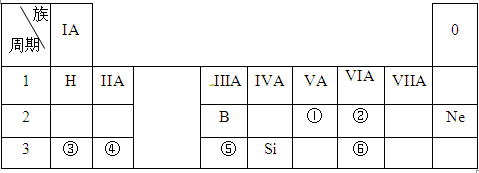 族
周期 IA 0
1 H IIA IIIA IVA VA VIA VIIA
2 B ① ② Ne
3 ③ ④ ⑤ Si ⑥